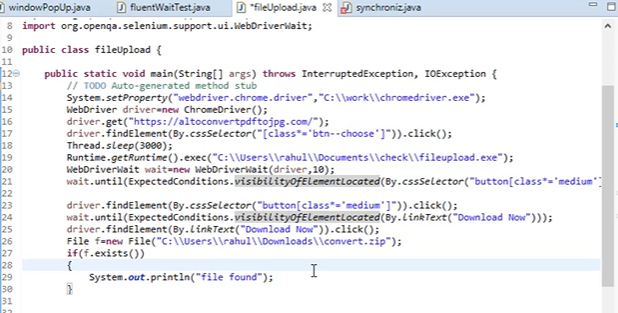 windowPopUp.java fluentWaitTest.java *fileUpload.java synchroniz.java
8 import org.openqa.selenium.support.ui.WebDriverWait;
9
10 public class fileUpload {
11
12 public static void main(String[] args) throws InterruptedException, IOException {
13 // TODO Auto-generated method stub
14 System.setProperty("webdriver.chrome.driver","C:\\work\\chromedriver.exe");
15 WebDriver driver=new ChromeDriver();
16 driver.get("https://altoconvertpdftojpg.com/");
17 driver.findElement(By.cssSelector("[class*='btn--choose']")).click();
18 Thread.sleep(3000);
19 Runtime.getRuntime().exec("C:\\Users\\rahul\\Documents\\check\\fileupload.exe");
20 WebDriverWait wait=new WebDriverWait(driver,10);
21 wait.until(ExpectedConditions.visibilityOfElementLocated(By.cssSelector("button[class*='medium']
22
23 driver.findElement(By.cssSelector("button[class*='medium']")).click();
24 wait.until(ExpectedConditions.visibilityOfElementLocated(By.linkText("Download Now")));
25 driver.findElement(By.linkText("Download Now")).click();
26 File f=new File("C:\\Users\\rahul\\Downloads\\convert.zip");
27 if(f.exists())
28 {
29 System.out.println("file found");
30 }
31
32